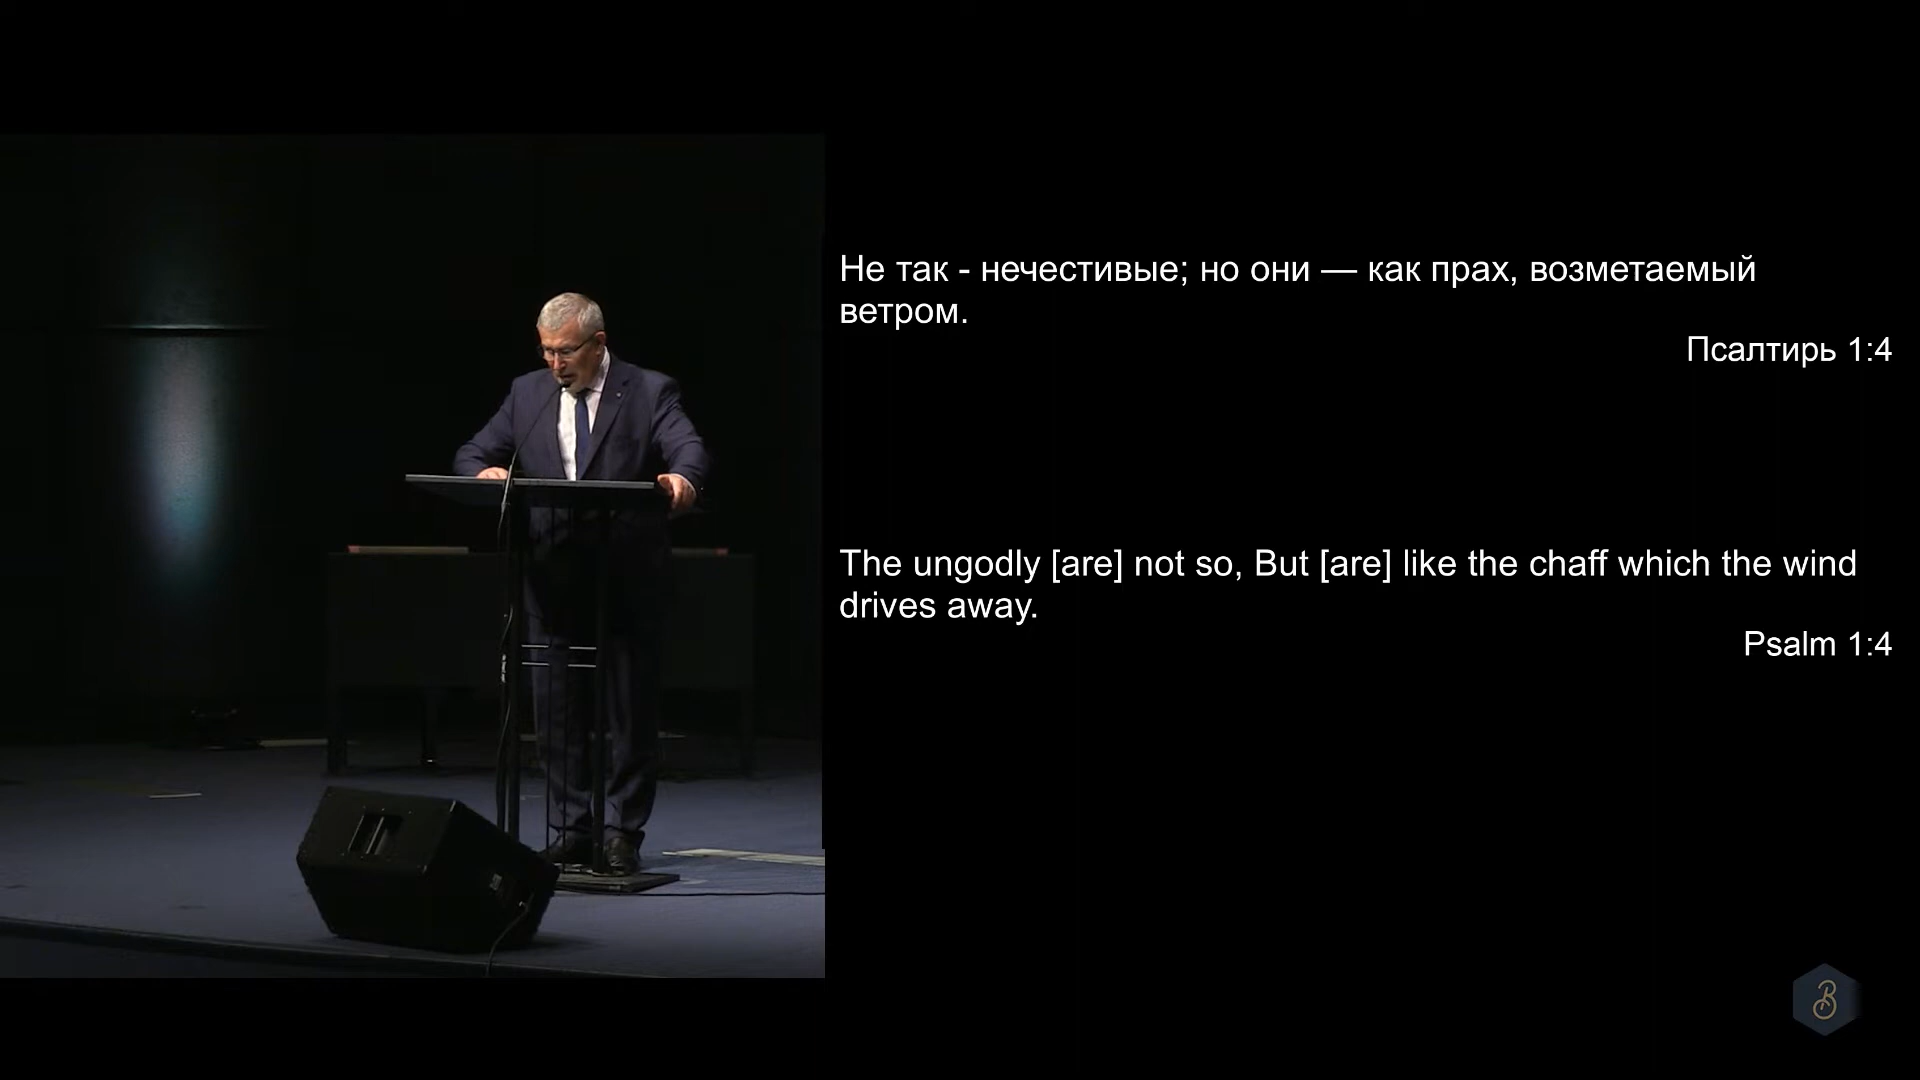 Не так - нечестивые; но они — как прах, возметаемый
ветром.
Псалтирь 1:4
The ungodly [are] not so, But [are] like the chaff which the wind
drives away.
Psalm 1:4